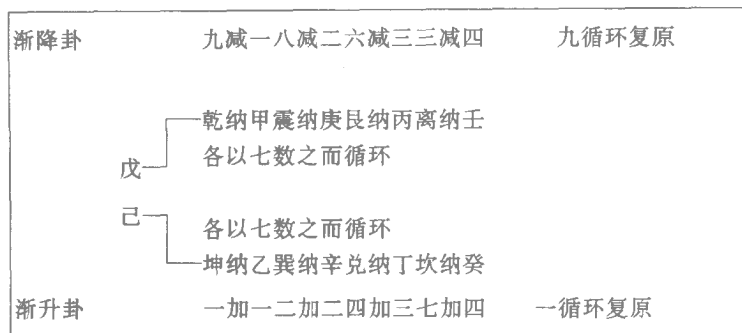 渐降卦 九减一八减二六减三三减四 九循环复原
乾纳甲震纳庚艮纳丙离纳壬
戊
各以七数之而循环
己
各以七数之而循环
坤纳乙巽纳辛兑纳丁坎纳癸
渐升卦 一加一二加二四加三七加四 一循环复原